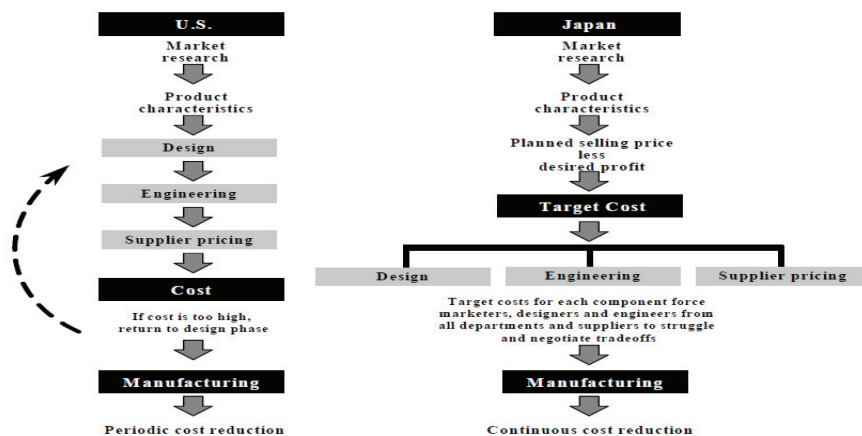 U.S.
Market
research
Product
characteristics
Design
Engineering
Supplier pricing
Cost
If cost is too high,
return to design phase
Manufacturing
Periodic cost reduction
Japan
Market
research
Product
characteristics
Planned selling price
less
desired profit
Target Cost
Design
Engineering
Supplier pricing
Target costs for each component force
marketers, designers and engineers from
all departments and suppliers to struggle
and negotiate tradeoffs
Manufacturing
Continuous cost reduction